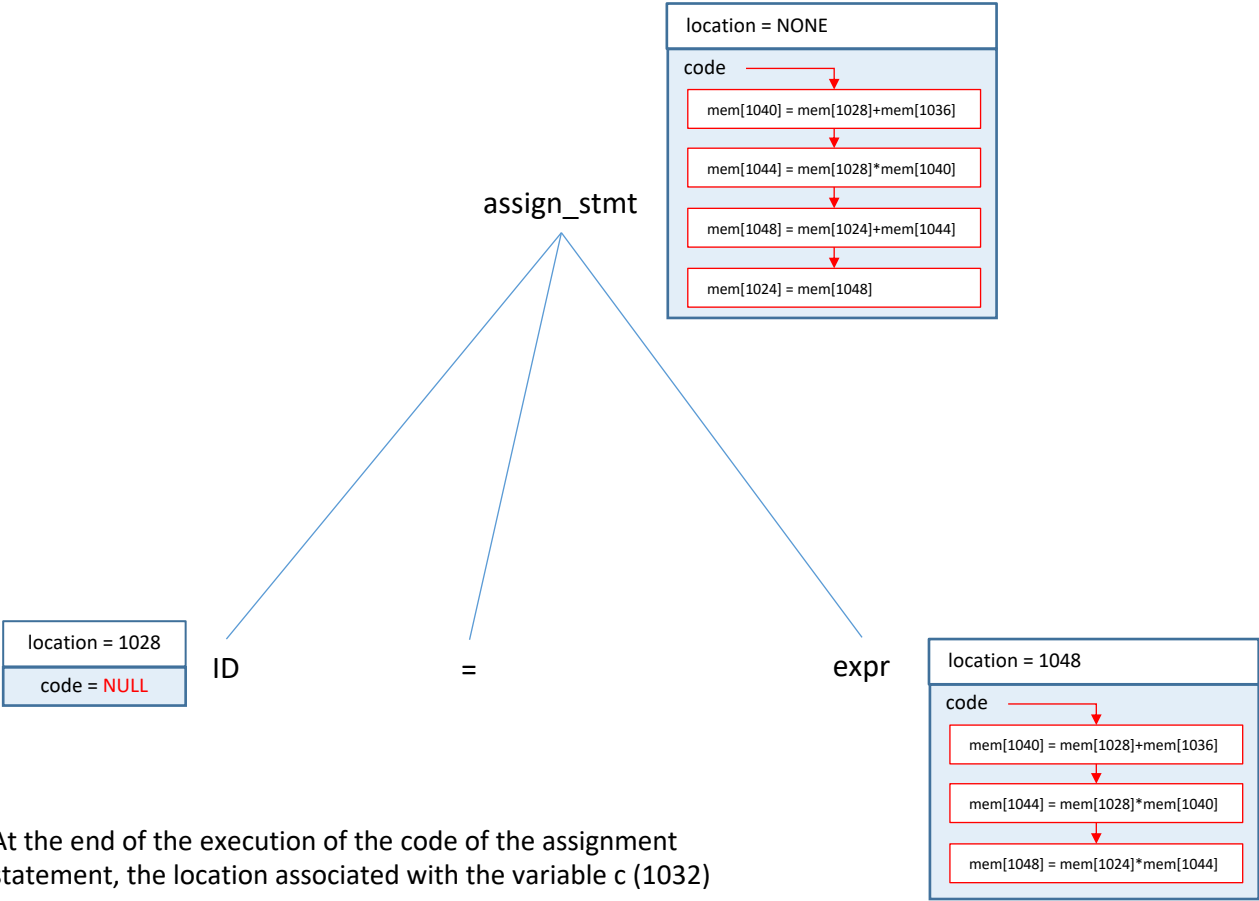 location = NONE
code
mem[1040] = mem[1028]+mem[1036]
mem[1044] = mem[1028]*mem[1040]
mem[1048] = mem[1024]+mem[1044]
mem[1024] = mem[1048]
assign_stmt
location = 1028
code = NULL
ID
=
expr
location = 1048
code
mem[1040] = mem[1028]+mem[1036]
mem[1044] = mem[1028]*mem[1040]
mem[1048] = mem[1024]*mem[1044]
At the end of the execution of the code of the assignment
statement, the location associated with the variable c (1032)